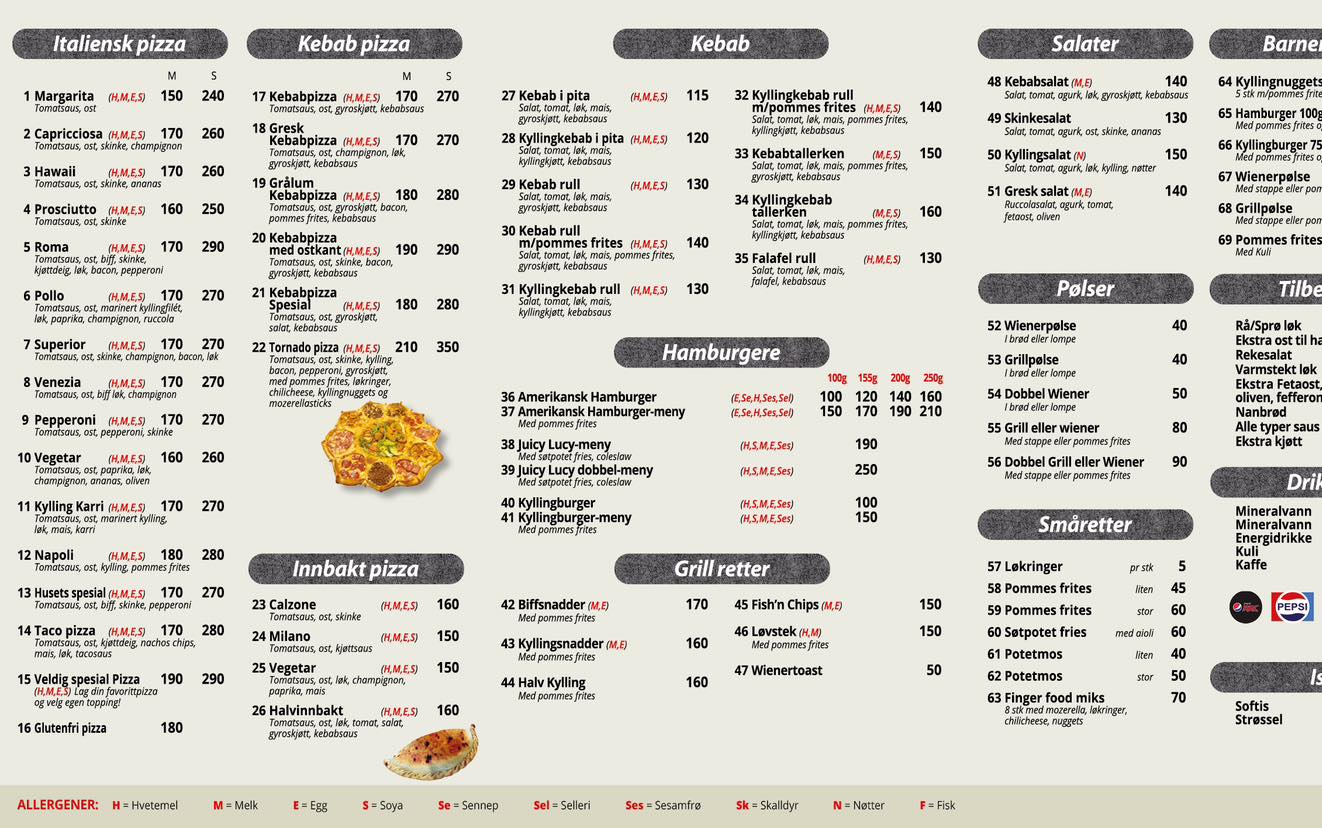 Italiensk pizza
M S
1 Margarita (H,M,E,S) 150 240
Tomatsaus, ost
2 Capricciosa (H,M,E,S) 170 260
Tomatsaus, ost, skinke, champignon
3 Hawaii (H,M,E,S) 170 260
Tomatsaus, ost, skinke, ananas
4 Prosciutto (H,M,E,S) 160 250
Tomatsaus, ost, skinke
5 Roma (H,M,E,S) 170 290
Tomatsaus, ost, biff, skinke,
kjøttdeig, løk, bacon, pepperoni
6 Pollo (H,M,E,S) 170 270
Tomatsaus, ost, marinert kyllingfilét,
løk, paprika, champignon, ruccola
7 Superior (H,M,E,S) 170 270
Tomatsaus, ost, skinke, champignon, bacon, løk
8 Venezia (H,M,E,S) 170 270
Tomatsaus, ost, biff løk, champignon
9 Pepperoni (H,M,E,S) 170 270
Tomatsaus, ost, pepperoni, skinke
10 Vegetar (H,M,E,S) 160 260
Tomatsaus, ost, paprika, løk,
champignon, ananas, oliven
11 Kylling Karri (H,M,E,S) 170 270
Tomatsaus, ost, marinert kylling,
løk, mais, karri
12 Napoli (H,M,E,S) 180 280
Tomatsaus, ost, kylling, pommes frites
13 Husets spesial (H,M,E,S) 170 270
Tomatsaus, ost, biff, skinke, pepperoni
14 Taco pizza (H,M,E,S) 170 280
Tomatsaus, ost, kjøttdeig, nachos chips,
mais, løk, tacosaus
15 Veldig spesial Pizza 190 290
(H,M,E,S) Lag din favorittpizza
og velg egen topping!
16 Glutenfri pizza 180
Kebab pizza
M S
17 Kebabpizza (H,M,E,S) 170 270
Tomatsaus, ost, gyroskjøtt, kebabsaus
18 Gresk
Kebabpizza (H,M,E,S) 170 270
Tomatsaus, ost, champignon, løk,
gyroskjøtt, kebabsaus
19 Grålum
Kebabpizza (H,M,E,S) 180 280
Tomatsaus, ost, gyroskjøtt, bacon,
pommes frites, kebabsaus
20 Kebabpizza
med ostkant (H,M,E,S) 190 290
Tomatsaus, ost, skinke, bacon,
gyroskjøtt, kebabsaus
21 Kebabpizza
Spesial (H,M,E,S) 180 280
Tomatsaus, ost, gyroskjøtt,
salat, kebabsaus
22 Tornado pizza (H,M,E,S) 210 350
Tomatsaus, ost, skinke, kylling,
bacon, pepperoni, gyroskjøtt,
med pommes frites, løkringer,
chilicheese, kyllingnuggets og
mozerellasticks
Innbakt pizza
23 Calzone (H,M,E,S) 160
Tomatsaus, ost, skinke
24 Milano (H,M,E,S) 150
Tomatsaus, ost, kjøttsaus
25 Vegetar (H,M,E,S) 150
Tomatsaus, ost, løk, champignon,
paprika, mais
26 Halvinnbakt (H,M,E,S) 160
Tomatsaus, ost, løk, tomat, salat,
gyroskjøtt, kebabsaus
Kebab
27 Kebab i pita (H,M,E,S) 115
Salat, tomat, løk, mais,
gyroskjøtt, kebabsaus
28 Kyllingkebab i pita (H,M,E,S) 120
Salat, tomat, løk, mais,
kyllingkjøtt, kebabsaus
29 Kebab rull (H,M,E,S) 130
Salat, tomat, løk, mais,
gyroskjøtt, kebabsaus
30 Kebab rull
m/pommes frites (H,M,E,S) 140
Salat, tomat, løk, mais, pommes frites,
gyroskjøtt, kebabsaus
31 Kyllingkebab rull (H,M,E,S) 130
Salat, tomat, løk, mais,
kyllingkjøtt, kebabsaus
32 Kyllingkebab rull
m/pommes frites (H,M,E,S) 140
Salat, tomat, løk, mais, pommes frites,
kyllingkjøtt, kebabsaus
33 Kebabtallerken (M,E,S) 150
Salat, tomat, løk, mais, pommes frites,
gyroskjøtt, kebabsaus
34 Kyllingkebab
tallerken (M,E,S) 160
Salat, tomat, løk, mais, pommes frites,
kyllingkjøtt, kebabsaus
35 Falafel rull (H,M,E,S) 130
Salat, tomat, løk, mais,
falafel, kebabsaus
Hamburgere
100g 155g 200g 250g
36 Amerikansk Hamburger (E,Se,H,Ses,Sel) 100 120 140 160
37 Amerikansk Hamburger-meny (E,Se,H,Ses,Sel) 150 170 190 210
Med pommes frites
38 Juicy Lucy-meny (H,S,M,E,Ses) 190
Med søtpotet fries, coleslaw
39 Juicy Lucy dobbel-meny (H,S,M,E,Ses) 250
Med søtpotet fries, coleslaw
40 Kyllingburger (H,S,M,E,Ses) 100
41 Kyllingburger-meny (H,S,M,E,Ses) 150
Med pommes frites
Grill retter
42 Biffsnadder (M,E) 170
Med pommes frites
43 Kyllingsnadder (M,E) 160
Med pommes frites
44 Halv Kylling 160
Med pommes frites
45 Fish'n Chips (M,E) 150
46 Løvstek (H,M) 150
Med pommes frites
47 Wienertoast 50
Salater
48 Kebabsalat (M,E) 140
Salat, tomat, agurk, løk, gyroskjøtt, kebabsaus
49 Skinkesalat 130
Salat, tomat, agurk, ost, skinke, ananas
50 Kyllingsalat (N) 150
Salat, tomat, agurk, løk, kylling, nøtter
51 Gresk salat (M,E) 140
Ruccolasalat, agurk, tomat,
fetaost, oliven
Pølser
52 Wienerpølse 40
I brød eller lompe
53 Grillpølse 40
I brød eller lompe
54 Dobbel Wiener 50
I brød eller lompe
55 Grill eller wiener 80
Med stappe eller pommes frites
56 Dobbel Grill eller Wiener 90
Med stappe eller pommes frites
Småretter
57 Løkringer pr stk 5
58 Pommes frites liten 45
59 Pommes frites stor 60
60 Søtpotet fries med aioli 60
61 Potetmos liten 40
62 Potetmos stor 50
63 Finger food miks 70
8 stk med mozerella, løkringer,
chilicheese, nuggets
Barner
64 Kyllingnuggets
5 stk m/pommes frite
65 Hamburger 100g
Med pommes frites o
66 Kyllingburger 75
Med pommes frites o
67 Wienerpølse
Med stappe eller pom
68 Grillpølse
Med stappe eller pom
69 Pommes frites
Med Kuli
Tilbe
Rå/Sprø løk
Ekstra ost til ha
Rekesalat
Varmstekt løk
Ekstra Fetaost,
oliven, fefferon
Nanbrød
Alle typer saus
Ekstra kjøtt
Drik
Mineralvann
Mineralvann
Energidrikke
Kuli
Kaffe
PEPSI
Is
Softis
Strøssel
ALLERGENER: H = Hvetemel M = Melk E = Egg S = Soya Se = Sennep Sel = Selleri Ses = Sesamfrø Sk = Skalldyr N = Nøtter F = Fisk